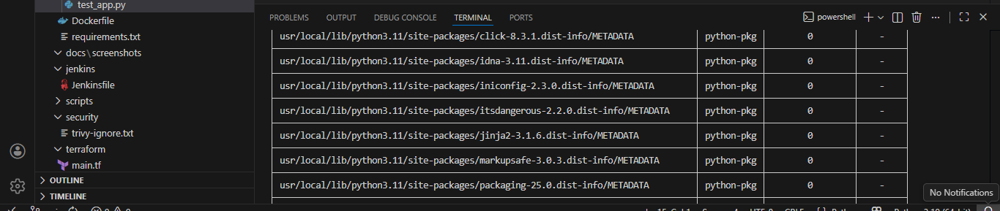 test_app.py
Dockerfile
requirements.txt
docs\screenshots
jenkins
Jenkinsfile
scripts
security
trivy-ignore.txt
terraform
main.tf
OUTLINE
TIMELINE
PROBLEMS OUTPUT DEBUG CONSOLE TERMINAL PORTS powershell
usr/local/lib/python3.11/site-packages/click-8.3.1.dist-info/METADATA python-pkg 0 -
usr/local/lib/python3.11/site-packages/idna-3.11.dist-info/METADATA python-pkg 0 -
usr/local/lib/python3.11/site-packages/iniconfig-2.3.0.dist-info/METADATA python-pkg 0 -
usr/local/lib/python3.11/site-packages/itsdangerous-2.2.0.dist-info/METADATA python-pkg 0 -
usr/local/lib/python3.11/site-packages/jinja2-3.1.6.dist-info/METADATA python-pkg 0 -
usr/local/lib/python3.11/site-packages/markupsafe-3.0.3.dist-info/METADATA python-pkg 0 -
usr/local/lib/python3.11/site-packages/packaging-25.0.dist-info/METADATA python-pkg 0 -
No Notifications